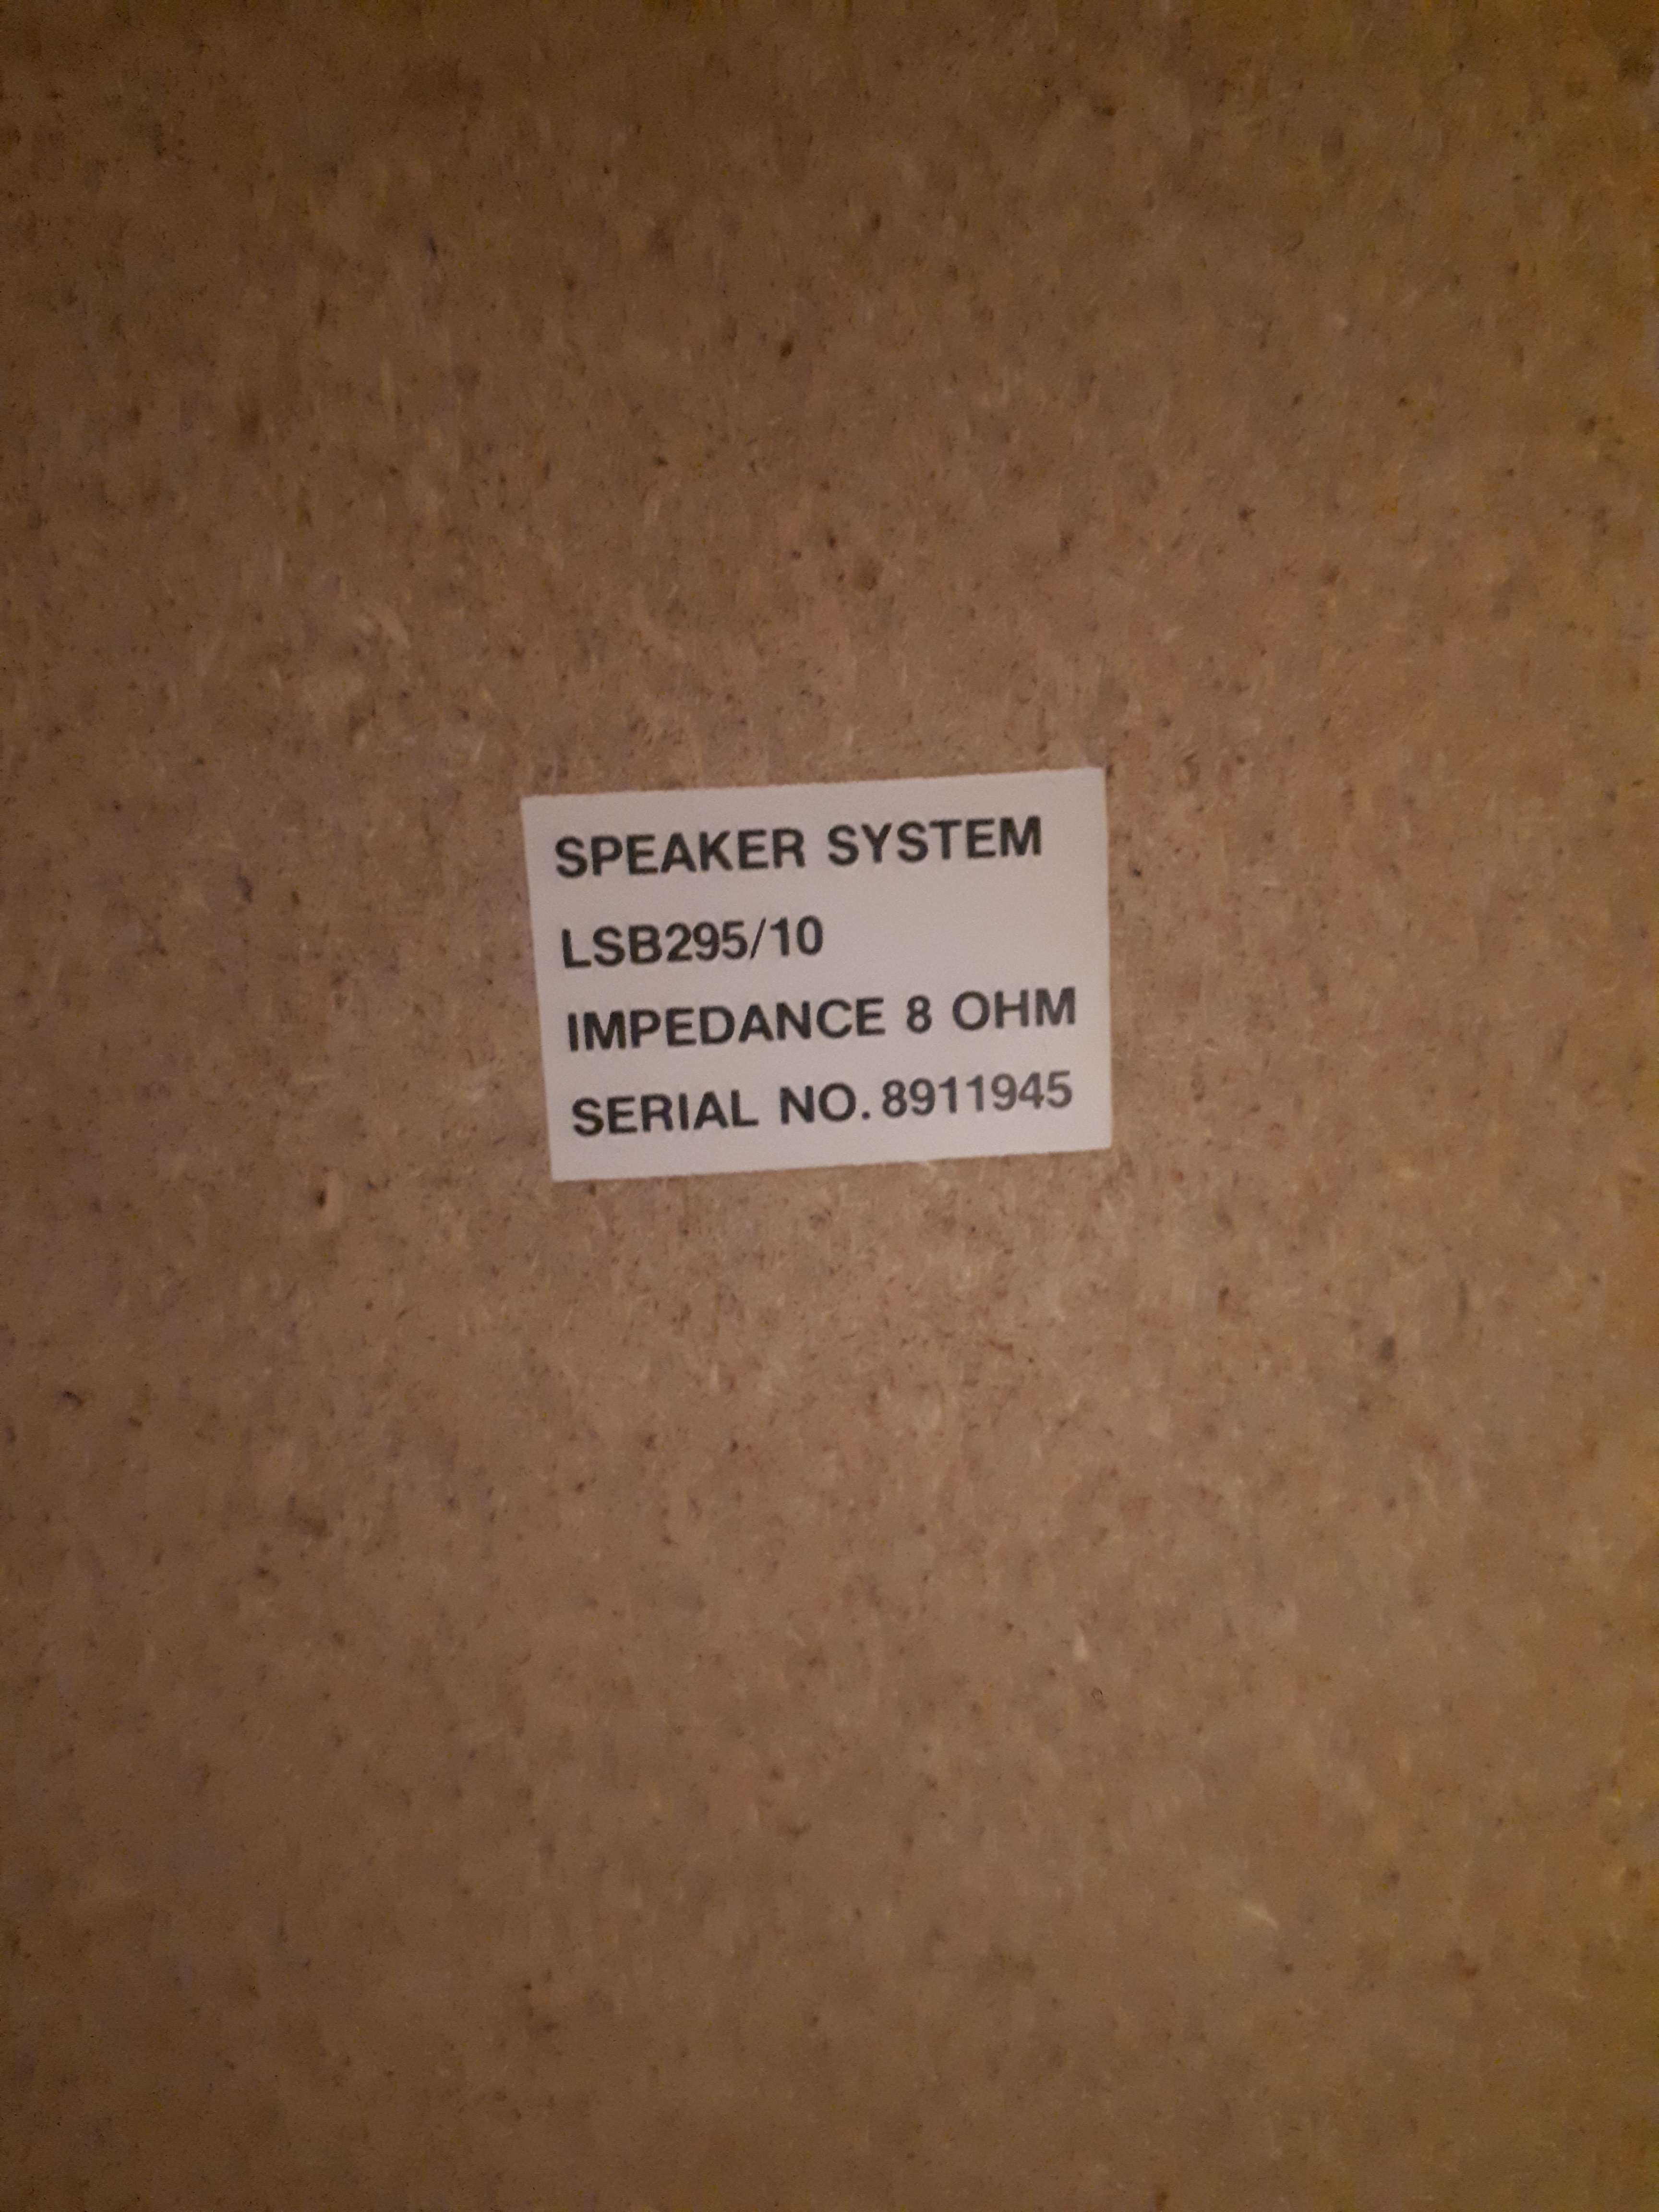 SPEAKER SYSTEM
LSB295/10
IMPEDANCE 8 OHM
SERIAL NO. 8911945